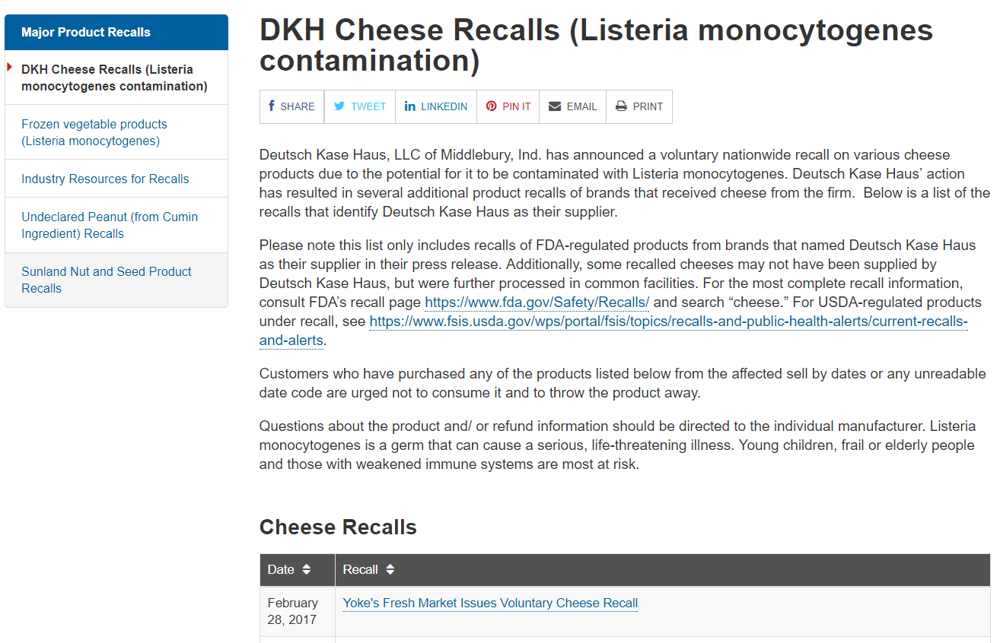 Major Product Recalls
DKH Cheese Recalls (Listeria
monocytogenes contamination)
Frozen vegetable products
(Listeria monocytogenes)
Industry Resources for Recalls
Undeclared Peanut (from Cumin
Ingredient) Recalls
Sunland Nut and Seed Product
Recalls
DKH Cheese Recalls (Listeria monocytogenes
contamination)
SHARE TWEET LINKEDIN PIN IT EMAIL PRINT
Deutsch Kase Haus, LLC of Middlebury, Ind. has announced a voluntary nationwide recall on various cheese
products due to the potential for it to be contaminated with Listeria monocytogenes. Deutsch Kase Haus’ action
has resulted in several additional product recalls of brands that received cheese from the firm.  Below is a list of the
recalls that identify Deutsch Kase Haus as their supplier.
Please note this list only includes recalls of FDA-regulated products from brands that named Deutsch Kase Haus
as their supplier in their press release. Additionally, some recalled cheeses may not have been supplied by
Deutsch Kase Haus, but were further processed in common facilities. For the most complete recall information,
consult FDA’s recall page https://www.fda.gov/Safety/Recalls/ and search “cheese.” For USDA-regulated products
under recall, see https://www.fsis.usda.gov/wps/portal/fsis/topics/recalls-and-public-health-alerts/current-recalls-
and-alerts.
Customers who have purchased any of the products listed below from the affected sell by dates or any unreadable
date code are urged not to consume it and to throw the product away.
Questions about the product and/ or refund information should be directed to the individual manufacturer. Listeria
monocytogenes is a germ that can cause a serious, life-threatening illness. Young children, frail or elderly people
and those with weakened immune systems are most at risk.
Cheese Recalls
Date Recall
February
28, 2017
Yoke's Fresh Market Issues Voluntary Cheese Recall